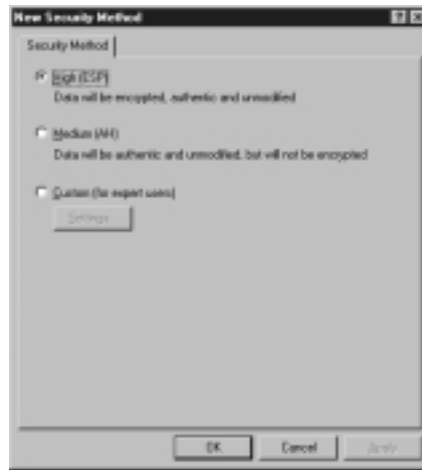 New Security Method
Security Method
High (ESP)
Data will be encrypted, authentic and unmodified
Medium (AH)
Data will be authentic and unmodified, but will not be encrypted
Custom (for expert users)
Settings...
OK
Cancel
Apply